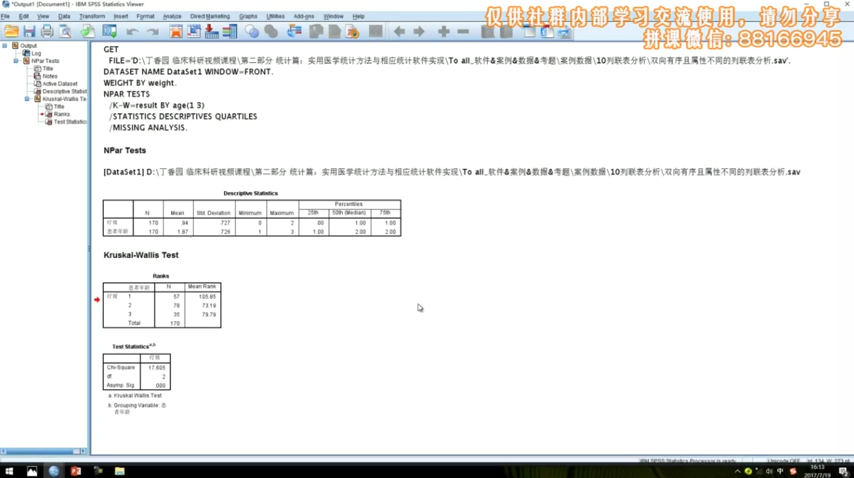 *Output1 [Document1] - IBM SPSS Statistics Viewer
仅供社群内部学习交流使用，请勿分享
拼课微信: 88166945
File Edit View Data Transform Insert Format Analyze Direct Marketing Graphs Utilities Add-ons Window Help
Output
Log
NPar Tests
Title
Notes
Active Dataset
Descriptive Statisti
Kruskal-Wallis Te
Title
Ranks
Test Statistics
GET
FILE='D:\丁香园 临床科研视频课程\第二部分 统计篇：实用医学统计方法与相应统计软件实现\To all_软件&案例&数据&考题\案例数据\10列联表分析\双向有序且属性不同的列联表分析.sav'.
DATASET NAME DataSet1 WINDOW=FRONT.
WEIGHT BY weight.
NPAR TESTS
/K-W=result BY age(1 3)
/STATISTICS DESCRIPTIVES QUARTILES
/MISSING ANALYSIS.
NPar Tests
[DataSet1] D:\丁香园 临床科研视频课程\第二部分 统计篇：实用医学统计方法与相应统计软件实现\To all_软件&案例&数据&考题\案例数据\10列联表分析\双向有序且属性不同的列联表分析.sav
Descriptive Statistics
Percentiles
N Mean Std. Deviation Minimum Maximum 25th 50th (Median) 75th
疗效 170 .94 .727 0 2 .00 1.00 1.00
患者年龄 170 1.87 .726 1 3 1.00 2.00 2.00
Kruskal-Wallis Test
Ranks
患者年龄 N Mean Rank
疗效 1 57 105.85
2 78 73.19
3 35 79.79
Total 170
Test Statistics a,b
疗效
Chi-Square 17.605
df 2
Asymp. Sig. .000
a. Kruskal Wallis Test
b. Grouping Variable: 患
者年龄
IBM SPSS Statistics Processor is ready
Unicode:OFF
16:13
2017/7/19